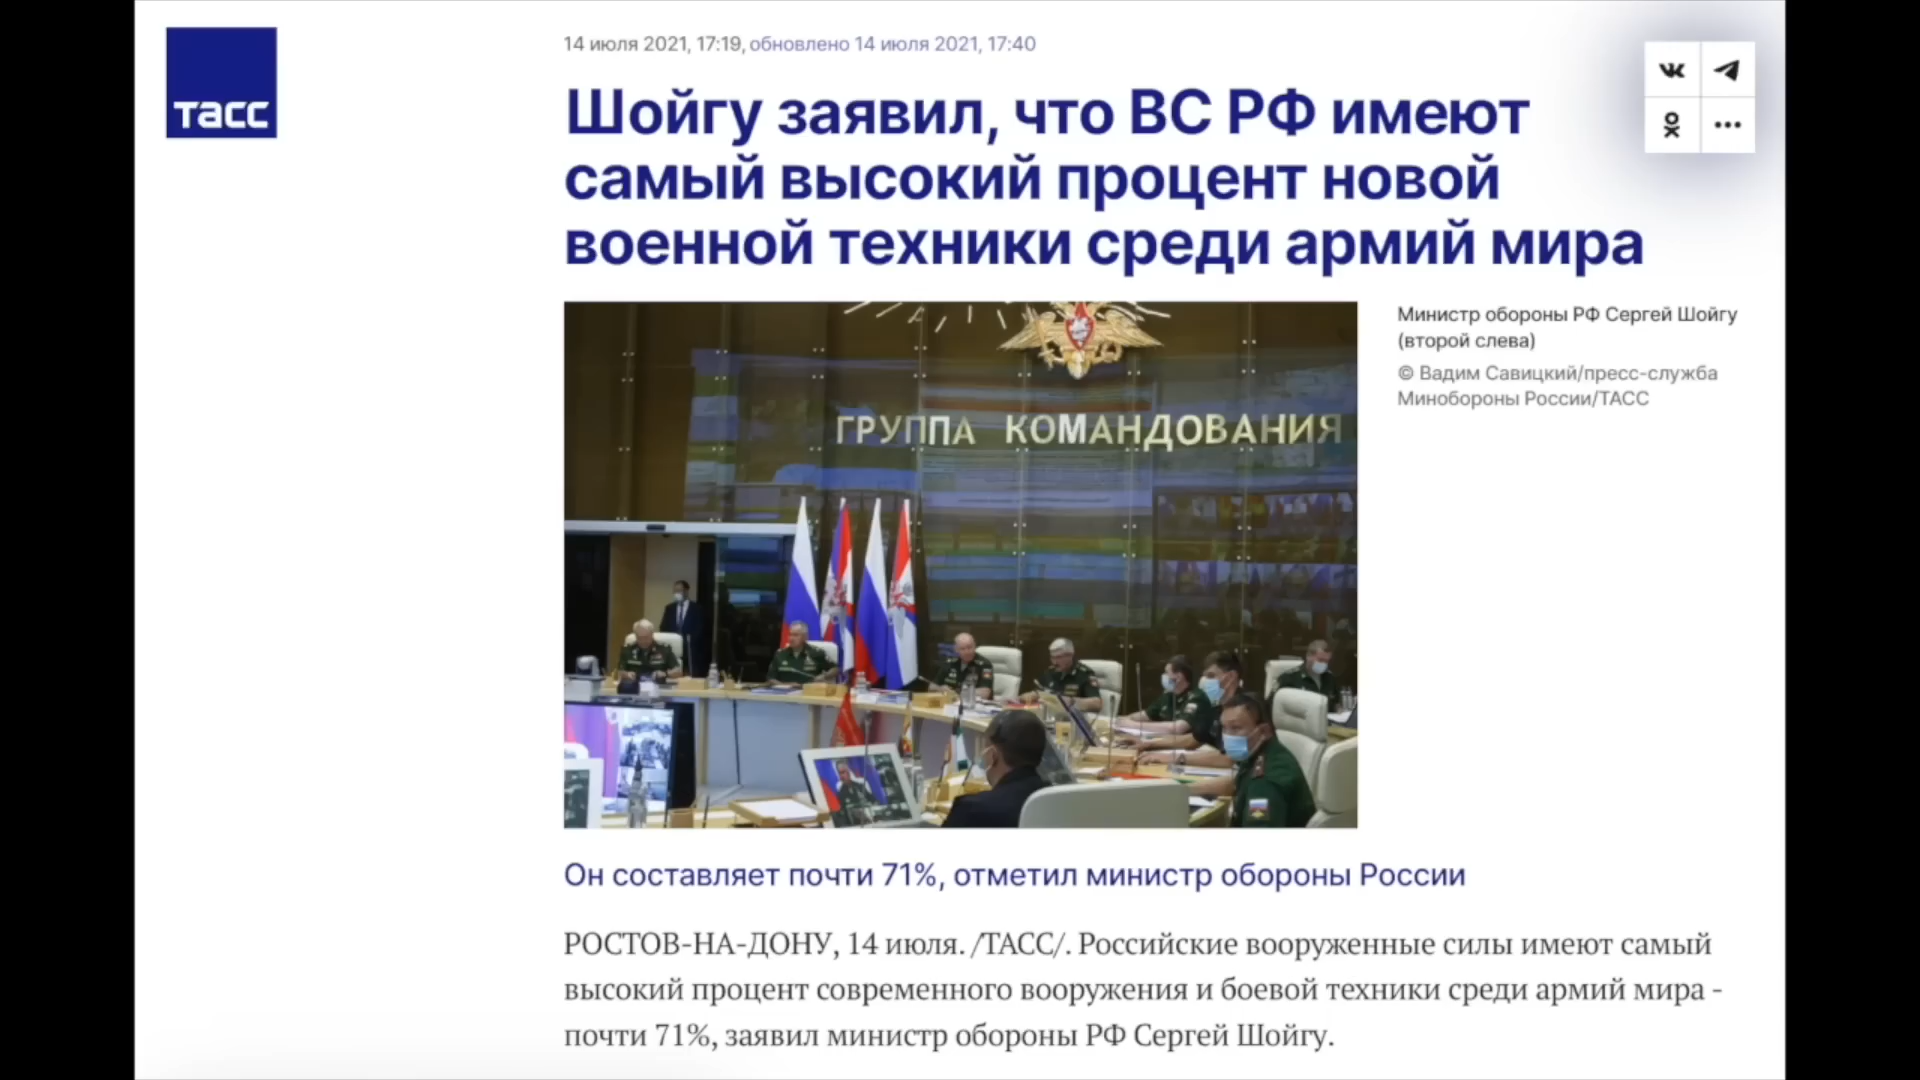 ТАСС
14 июля 2021, 17:19, обновлено 14 июля 2021, 17:40
Шойгу заявил, что ВС РФ имеют
самый высокий процент новой
военной техники среди армий мира
ГРУППА КОМАНДОВАНИЯ
Министр обороны РФ Сергей Шойгу
(второй слева)
© Вадим Савицкий/пресс-служба
Минобороны России/ТАСС
Он составляет почти 71%, отметил министр обороны России
РОСТОВ-НА-ДОНУ, 14 июля. /ТАСС/. Российские вооруженные силы имеют самый
высокий процент современного вооружения и боевой техники среди армий мира -
почти 71%, заявил министр обороны РФ Сергей Шойгу.